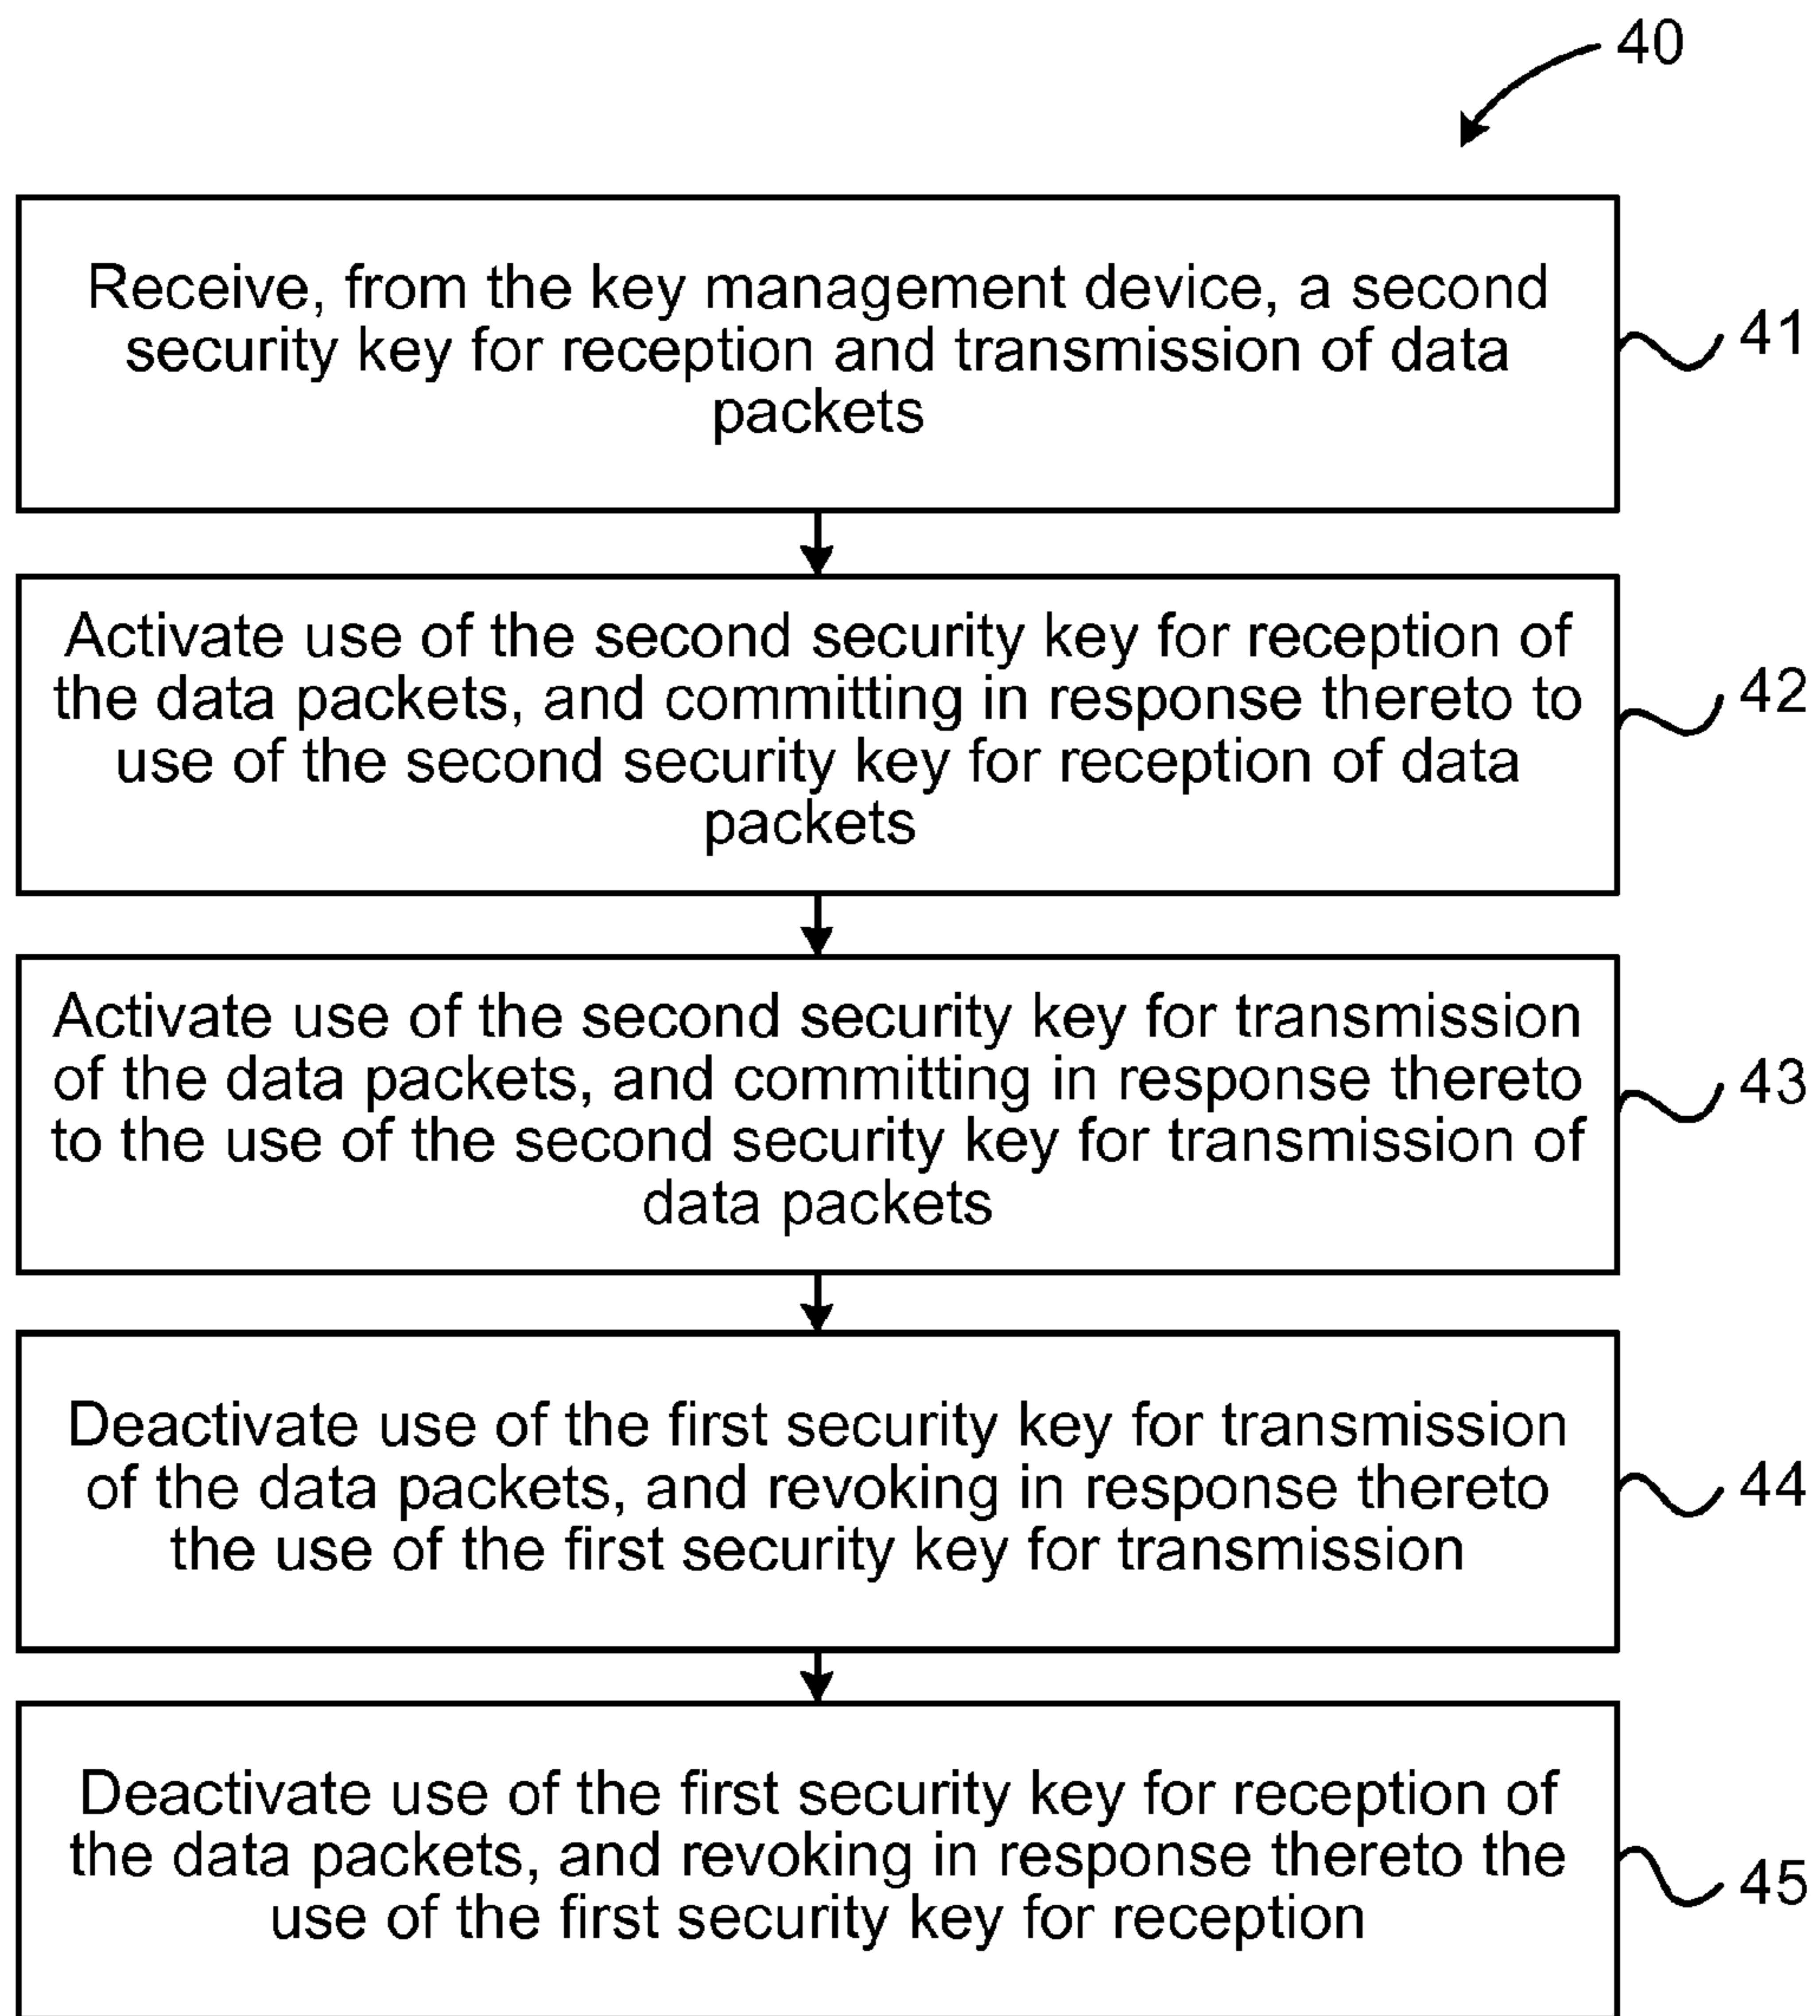 40
Receive, from the key management device, a second
security key for reception and transmission of data
packets
41
Activate use of the second security key for reception of
the data packets, and committing in response thereto to
use of the second security key for reception of data
packets
42
Activate use of the second security key for transmission
of the data packets, and committing in response thereto
to the use of the second security key for transmission of
data packets
43
Deactivate use of the first security key for transmission
of the data packets, and revoking in response thereto
the use of the first security key for transmission
44
Deactivate use of the first security key for reception of
the data packets, and revoking in response thereto the
use of the first security key for reception
45